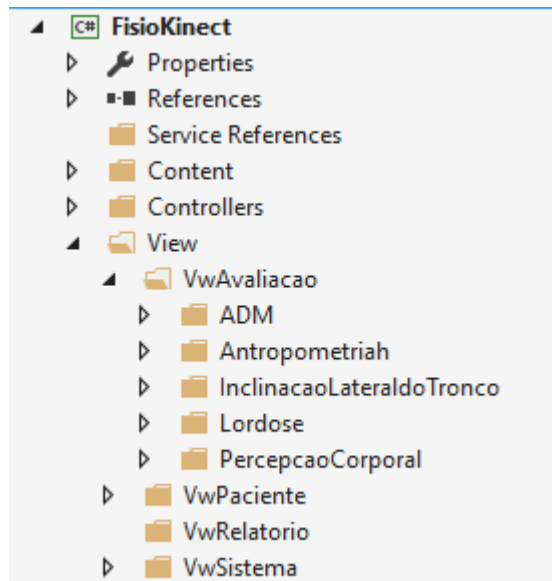 C# FisioKinect
Properties
References
Service References
Content
Controllers
View
VwAvaliacao
ADM
Antropometriah
InclinacaoLateraldoTronco
Lordose
PercepcaoCorporal
VwPaciente
VwRelatorio
VwSistema